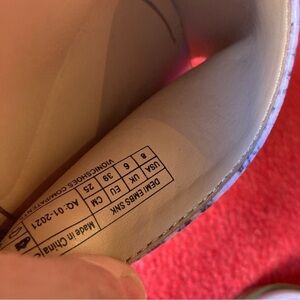 DEMI EMBS SNK
USA UK EU CM
8 6 39 25
VIONICSHOES.COM/PATENT
Made in China
AQ: 01-2021